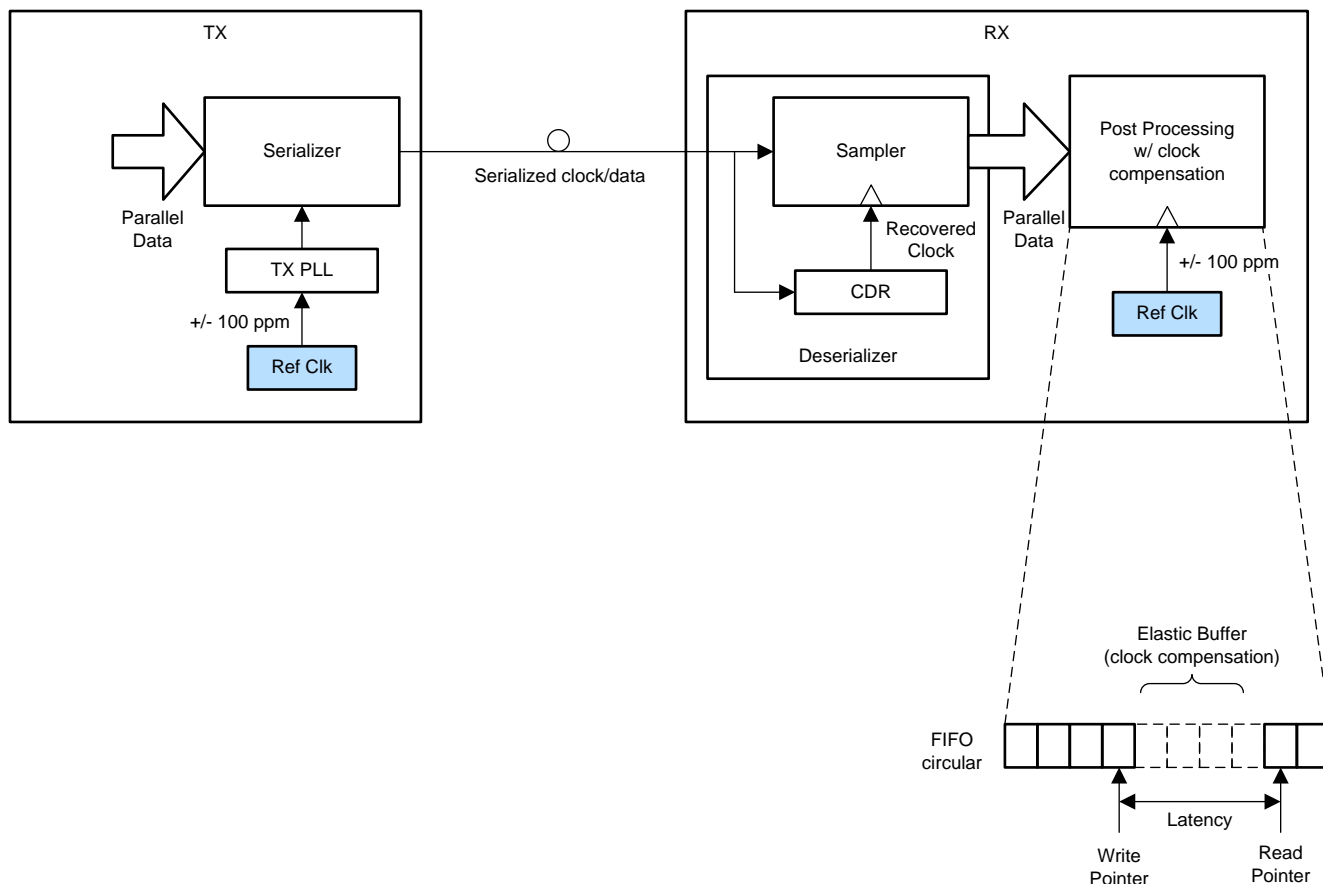 TX
Serializer
Parallel
Data
TX PLL
+/- 100 ppm
Ref Clk
Serialized clock/data
RX
Sampler
Recovered
Clock
CDR
Deserializer
Parallel
Data
Post Processing
w/ clock
compensation
+/- 100 ppm
Ref Clk
Elastic Buffer
(clock compensation)
FIFO
circular
Latency
Write
Pointer
Read
Pointer